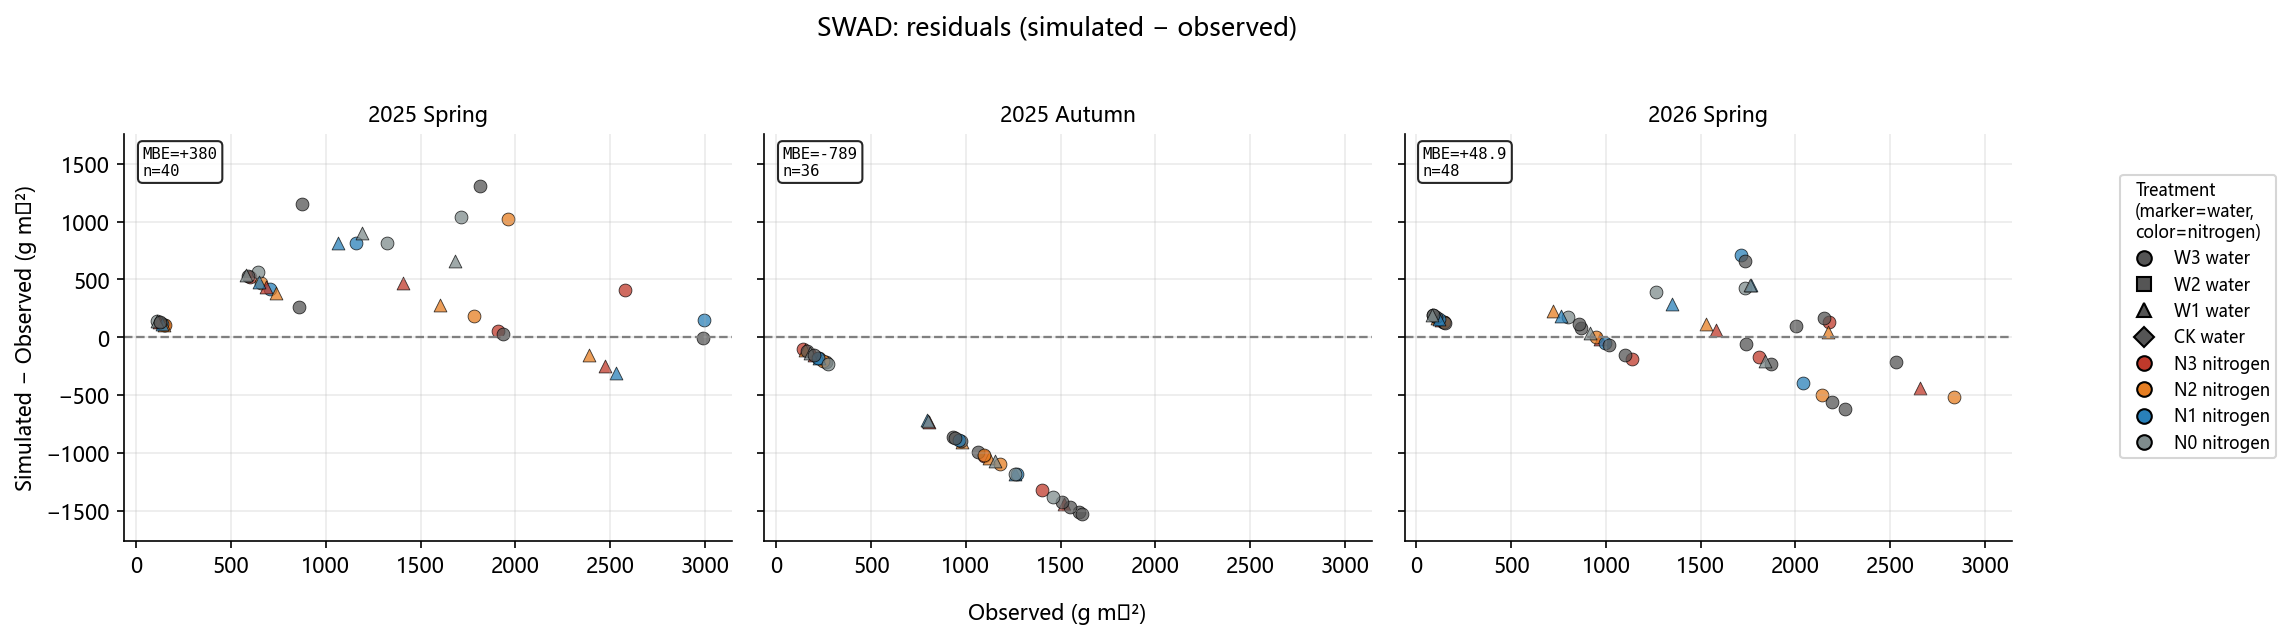 SWAD: residuals (simulated − observed)
2025 Spring
2025 Autumn
2026 Spring
MBE=+380
n=40
MBE=-789
n=36
MBE=+48.9
n=48
Simulated − Observed (g m□²)
1500
1000
500
0
−500
−1000
−1500
0 500 1000 1500 2000 2500 3000
0 500 1000 1500 2000 2500 3000
0 500 1000 1500 2000 2500 3000
Observed (g m□²)
Treatment
(marker=water,
color=nitrogen)
W3 water
W2 water
W1 water
CK water
N3 nitrogen
N2 nitrogen
N1 nitrogen
N0 nitrogen